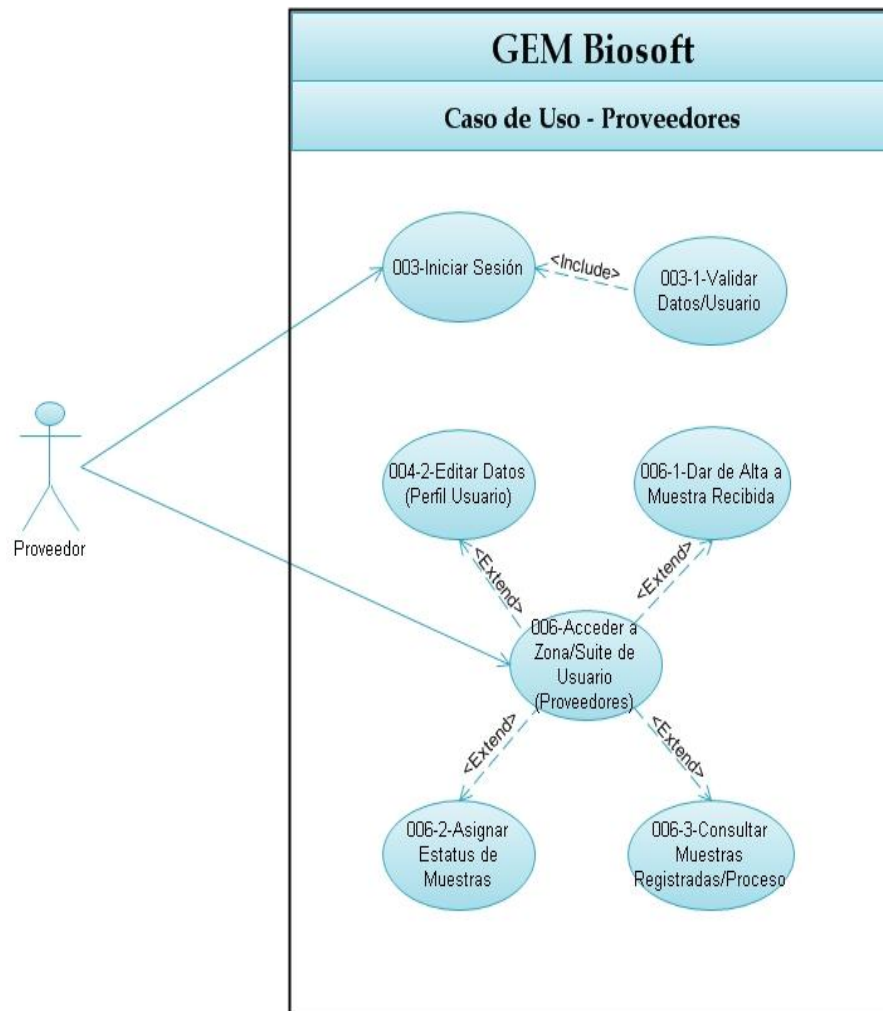 GEM Biosoft
Caso de Uso - Proveedores
003-Iniciar Sesión
<Include>
003-1-Validar
Datos/Usuario
Proveedor
004-2-Editar Datos
(Perfil Usuario)
006-1-Dar de Alta a
Muestra Recibida
<Extend>
<Extend>
006-Acceder a
Zona/Suite de
Usuario
(Proveedores)
<Extend>
<Extend>
006-2-Asignar
Estatus de
Muestras
006-3-Consultar
Muestras
Registradas/Proceso